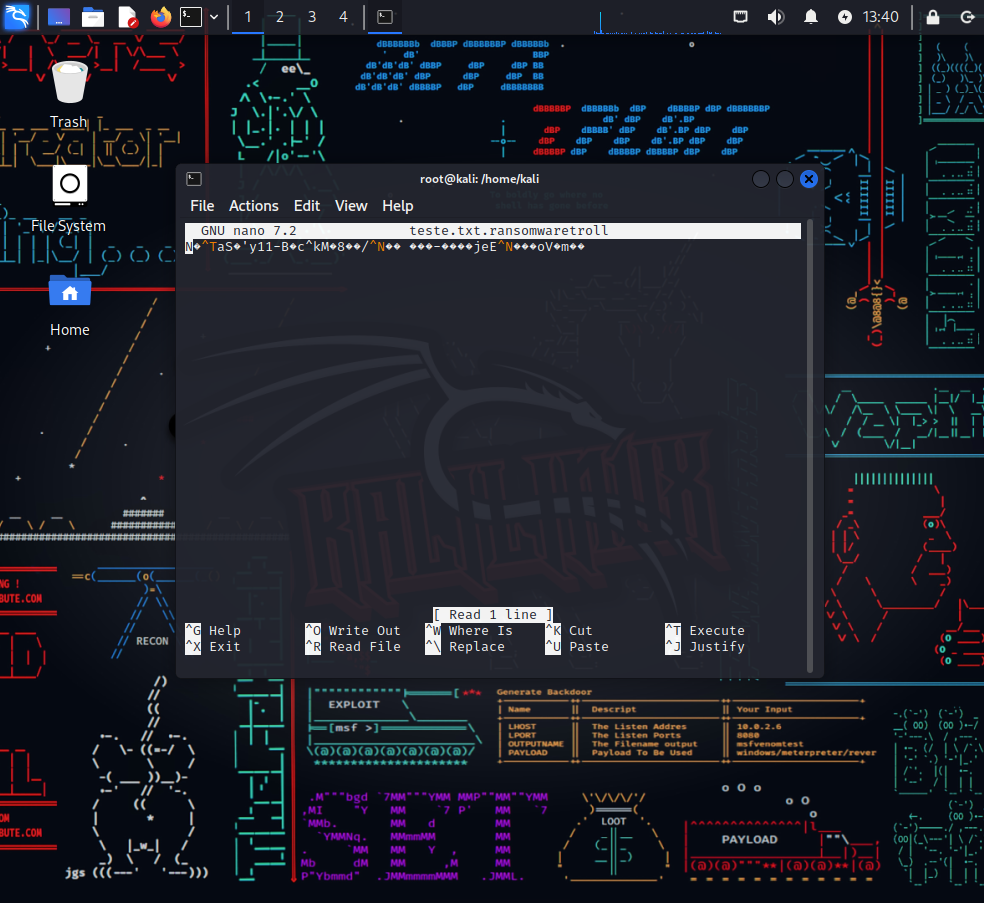 1 2 3 4 13:40
Trash
File System
Home
root@kali: /home/kali
File Actions Edit View Help
GNU nano 7.2 teste.txt.ransomwaretroll
N�^TaS�'y11-B�c^kM�8��/^N�� ���-����jeE^N���oV�m��
[ Read 1 line ]
^G Help ^O Write Out ^W Where Is ^K Cut ^T Execute
^X Exit ^R Read File ^\ Replace ^U Paste ^J Justify
RECON
EXPLOIT
[msf >]
Generate Backdoor
Name Descript Your Input
LHOST The Listen Addres 10.0.2.6
LPORT The Listen Ports 8080
OUTPUTNAME The Filename output msfvenomtest
PAYLOAD Payload To Be Used windows/meterpreter/rever
LOOT
PAYLOAD
jgs